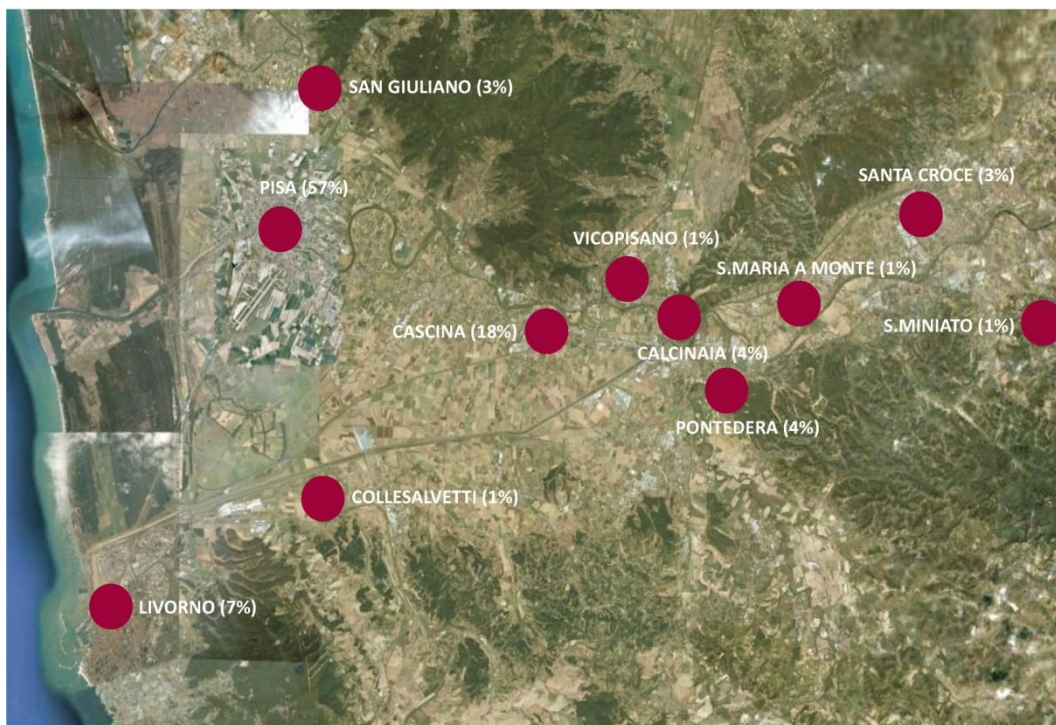 SAN GIULIANO (3%)
SANTA CROCE (3%)
PISA (57%)
VICOPISANO (1%)
S.MARIA A MONTE (1%)
CASCINA (18%)
S.MINIATO (1%)
CALCINAIA (4%)
PONTEDERA (4%)
COLLESALVETTI (1%)
LIVORNO (7%)